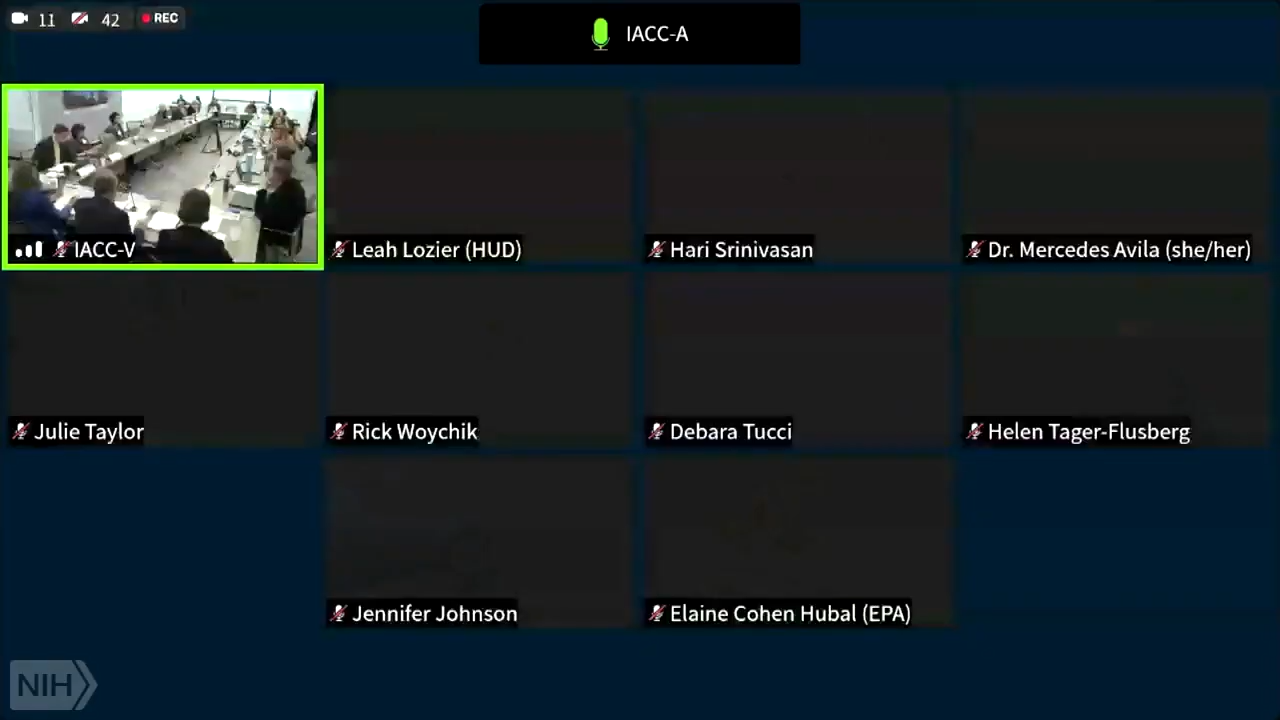 11 42 REC
IACC-A
IACC-V
Leah Lozier (HUD)
Hari Srinivasan
Dr. Mercedes Avila (she/her)
Julie Taylor
Rick Woychik
Debara Tucci
Helen Tager-Flusberg
Jennifer Johnson
Elaine Cohen Hubal (EPA)
NIH